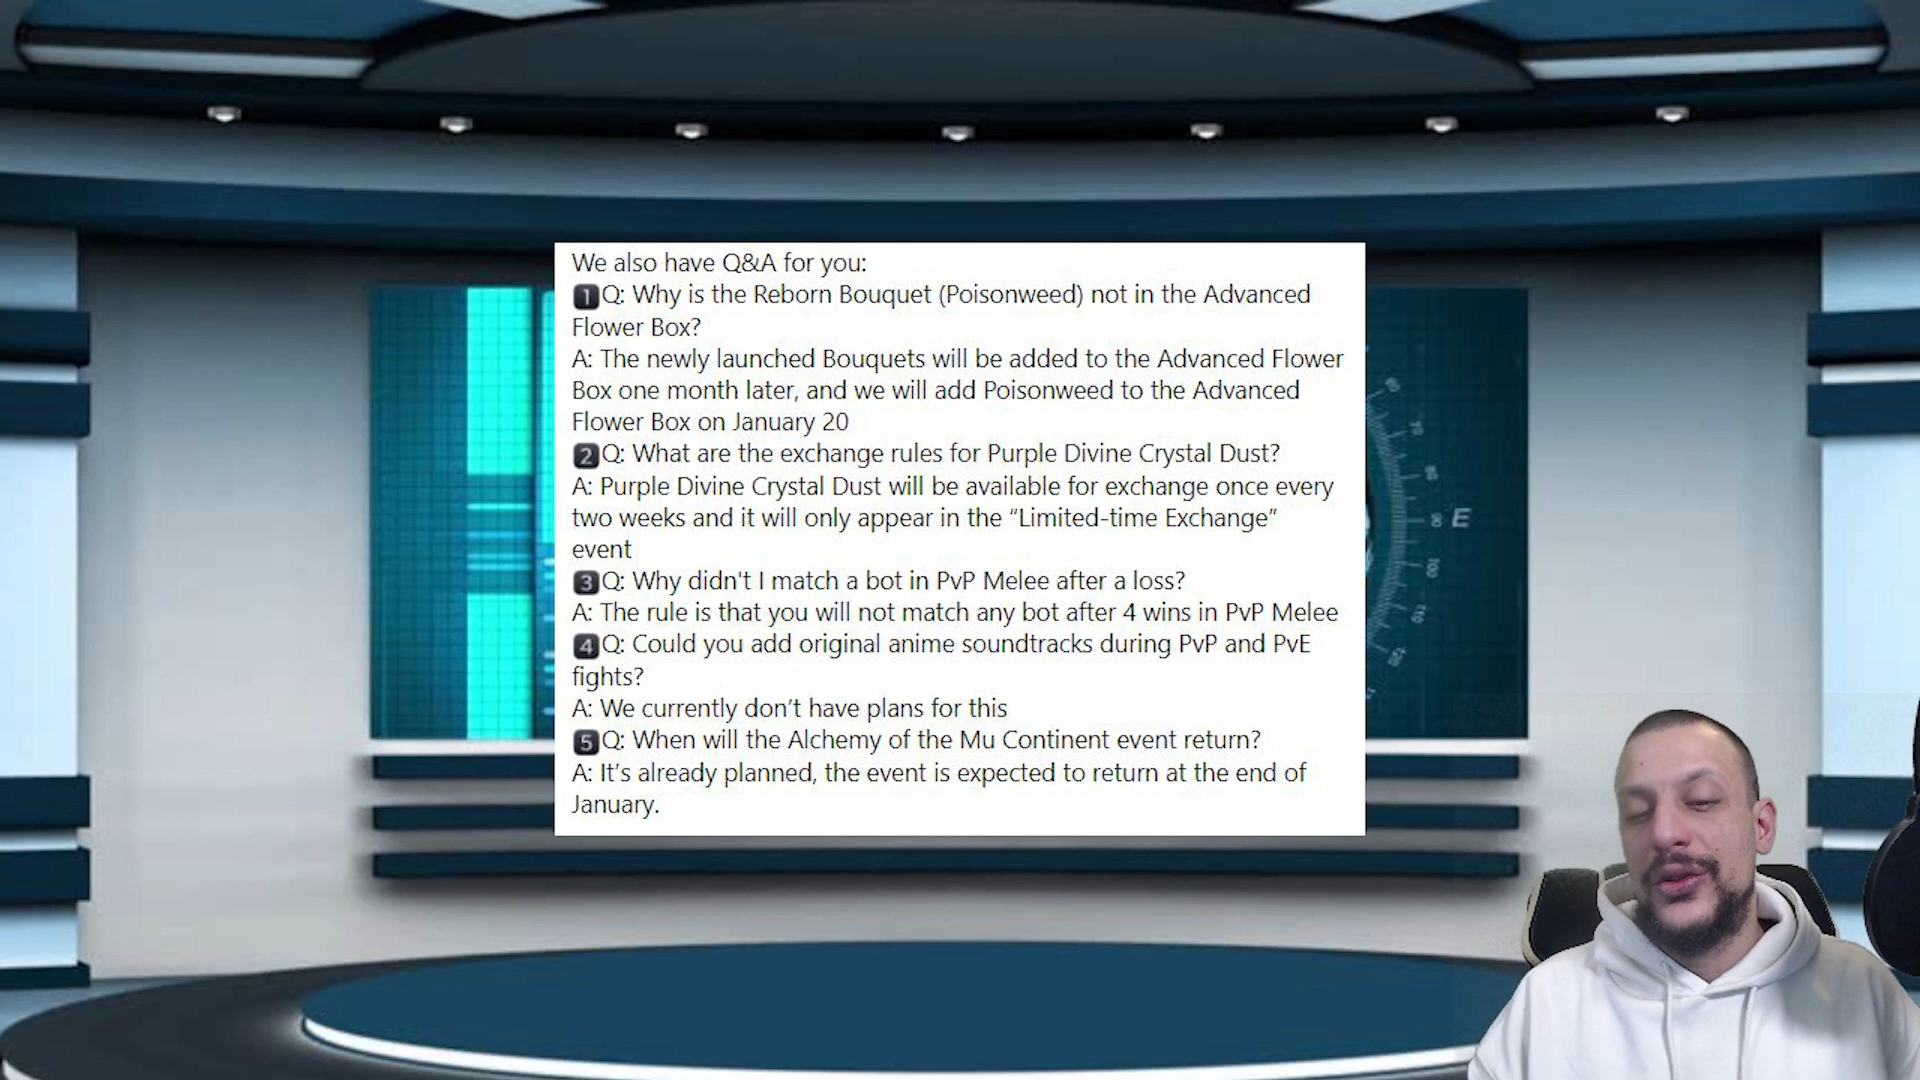 We also have Q&A for you:
1 Q: Why is the Reborn Bouquet (Poisonweed) not in the Advanced
Flower Box?
A: The newly launched Bouquets will be added to the Advanced Flower
Box one month later, and we will add Poisonweed to the Advanced
Flower Box on January 20
2 Q: What are the exchange rules for Purple Divine Crystal Dust?
A: Purple Divine Crystal Dust will be available for exchange once every
two weeks and it will only appear in the “Limited-time Exchange”
event
3 Q: Why didn't I match a bot in PvP Melee after a loss?
A: The rule is that you will not match any bot after 4 wins in PvP Melee
4 Q: Could you add original anime soundtracks during PvP and PvE
fights?
A: We currently don’t have plans for this
5 Q: When will the Alchemy of the Mu Continent event return?
A: It’s already planned, the event is expected to return at the end of
January.
E